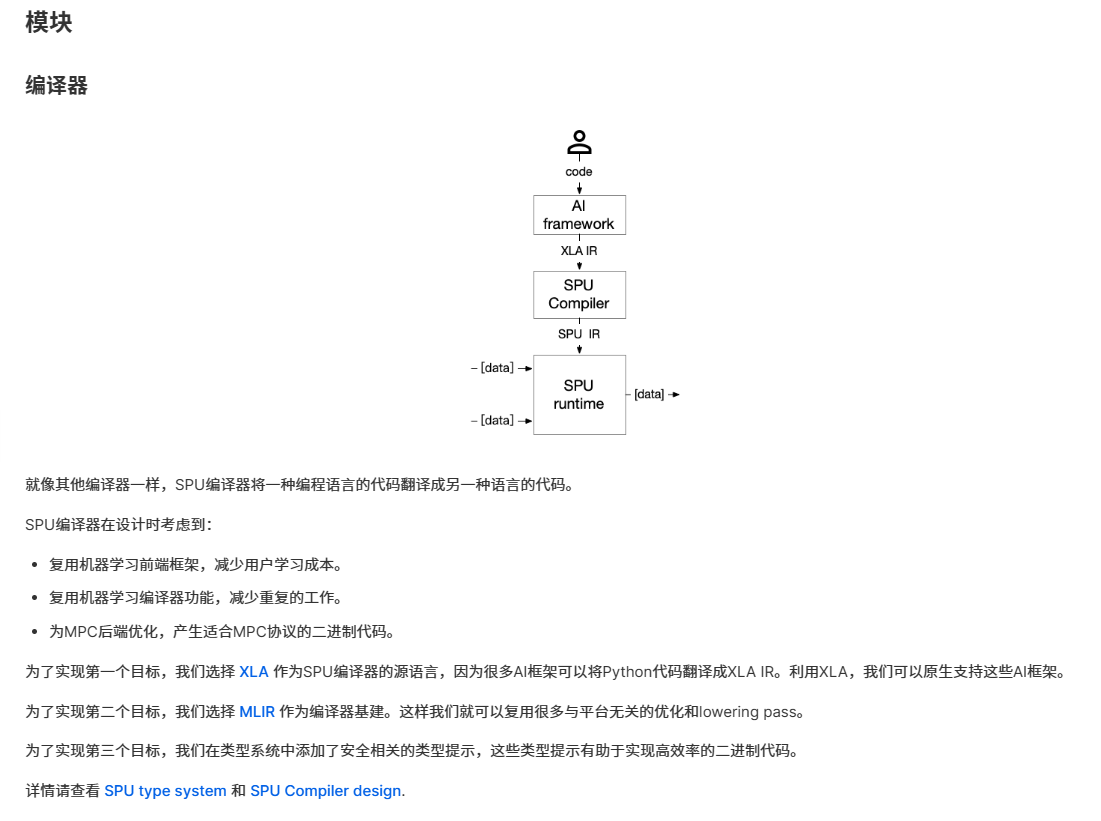 模块
编译器
code
AI
framework
XLA IR
SPU
Compiler
SPU IR
[data]
SPU
runtime
[data]
[data]
就像其他编译器一样，SPU编译器将一种编程语言的代码翻译成另一种语言的代码。
SPU编译器在设计时考虑到：
• 复用机器学习前端框架，减少用户学习成本。
• 复用机器学习编译器功能，减少重复的工作。
• 为MPC后端优化，产生适合MPC协议的二进制代码。
为了实现第一个目标，我们选择 XLA 作为SPU编译器的源语言，因为很多AI框架可以将Python代码翻译成XLA IR。利用XLA，我们可以原生支持这些AI框架。
为了实现第二个目标，我们选择 MLIR 作为编译器基建。这样我们就可以复用很多与平台无关的优化和lowering pass。
为了实现第三个目标，我们在类型系统中添加了安全相关的类型提示，这些类型提示有助于实现高效率的二进制代码。
详情请查看 SPU type system 和 SPU Compiler design.